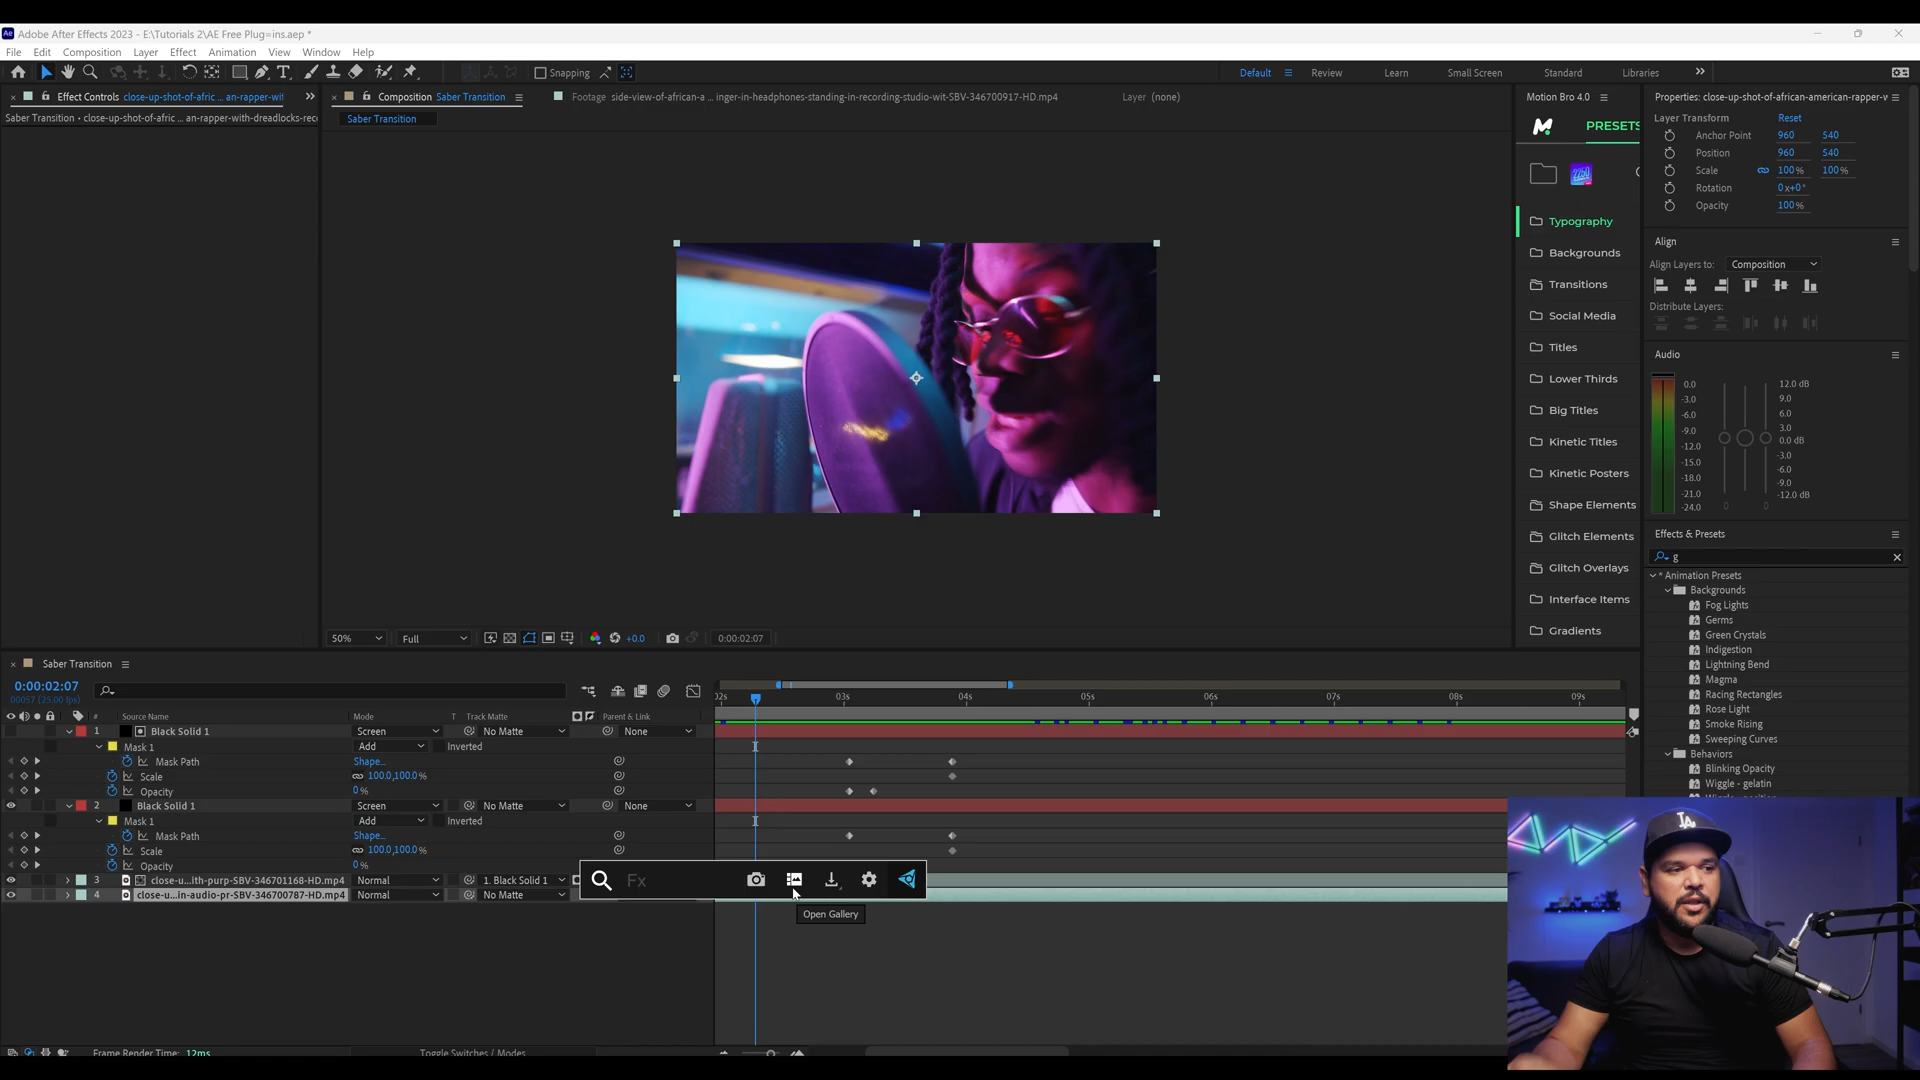 Adobe After Effects 2023 - E:\Tutorials 2\AE Free Plug=ins.aep *
File Edit Composition Layer Effect Animation View Window Help
Snapping
Default Review Learn Small Screen Standard Libraries
Effect Controls close-up-shot-of-afric ... an-rapper-wit
Composition Saber Transition
Footage side-view-of-african-a ... inger-in-headphones-standing-in-recording-studio-wit-SBV-346700917-HD.mp4
Layer (none)
Saber Transition • close-up-shot-of-afric ... an-rapper-with-dreadlocks-rec
Saber Transition
Motion Bro 4.0
PRESETS
2250
Typography
Backgrounds
Transitions
Social Media
Titles
Lower Thirds
Big Titles
Kinetic Titles
Kinetic Posters
Shape Elements
Glitch Elements
Glitch Overlays
Interface Items
Gradients
Properties: close-up-shot-of-african-american-rapper-w
Layer Transform Reset
Anchor Point 960 540
Position 960 540
Scale 100% 100%
Rotation 0x+0°
Opacity 100%
Align
Align Layers to: Composition
Distribute Layers:
Audio
0.0 12.0 dB
-3.0 9.0
-6.0 6.0
-9.0 3.0
-12.0 0.0 dB
-15.0 -3.0
-18.0 -6.0
-21.0 -9.0
-24.0 -12.0 dB
0 0
Effects & Presets
g
* Animation Presets
Backgrounds
Fog Lights
Germs
Green Crystals
Indigestion
Lightning Bend
Magma
Racing Rectangles
Rose Light
Smoke Rising
Sweeping Curves
Behaviors
Blinking Opacity
Wiggle - gelatin
50% Full +0.0 0:00:02:07
Saber Transition
0:00:02:07
00057 (25.00 fps)
02s 03s 04s 05s 06s 07s 08s 09s
# Source Name Mode T Track Matte Parent & Link
1 Black Solid 1 Screen No Matte None
Mask 1 Add Inverted
Mask Path Shape...
Scale 100.0,100.0%
Opacity 0%
2 Black Solid 1 Screen No Matte None
Mask 1 Add Inverted
Mask Path Shape...
Scale 100.0,100.0%
Opacity 0%
3 close-u...ith-purp-SBV-346701168-HD.mp4 Normal 1. Black Solid 1
4 close-u...in-audio-pr-SBV-346700787-HD.mp4 Normal No Matte
Fx
Open Gallery
Frame Render Time: 12ms
Toggle Switches / Modes
LA